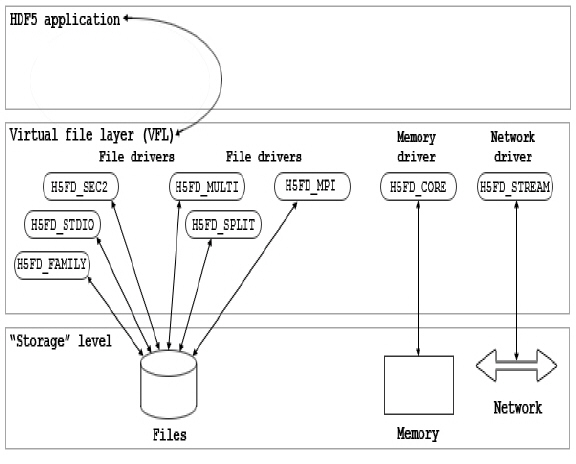 HDF5 application
Virtual file layer (VFL)
File drivers
File drivers
Memory
driver
Network
driver
H5FD_SEC2
H5FD_MULTI
H5FD_MPI
H5FD_CORE
H5FD_STREAM
H5FD_STDIO
H5FD_SPLIT
H5FD_FAMILY
"Storage" level
Files
Memory
Network